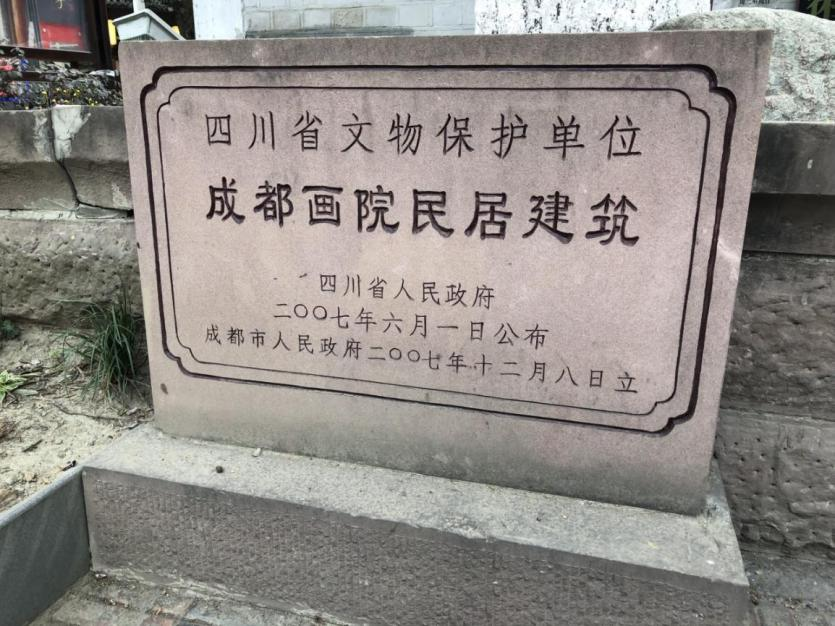 四川省文物保护单位
成都画院民居建筑
四川省人民政府
二〇〇七年六月一日公布
成都市人民政府二〇〇七年十二月八日立